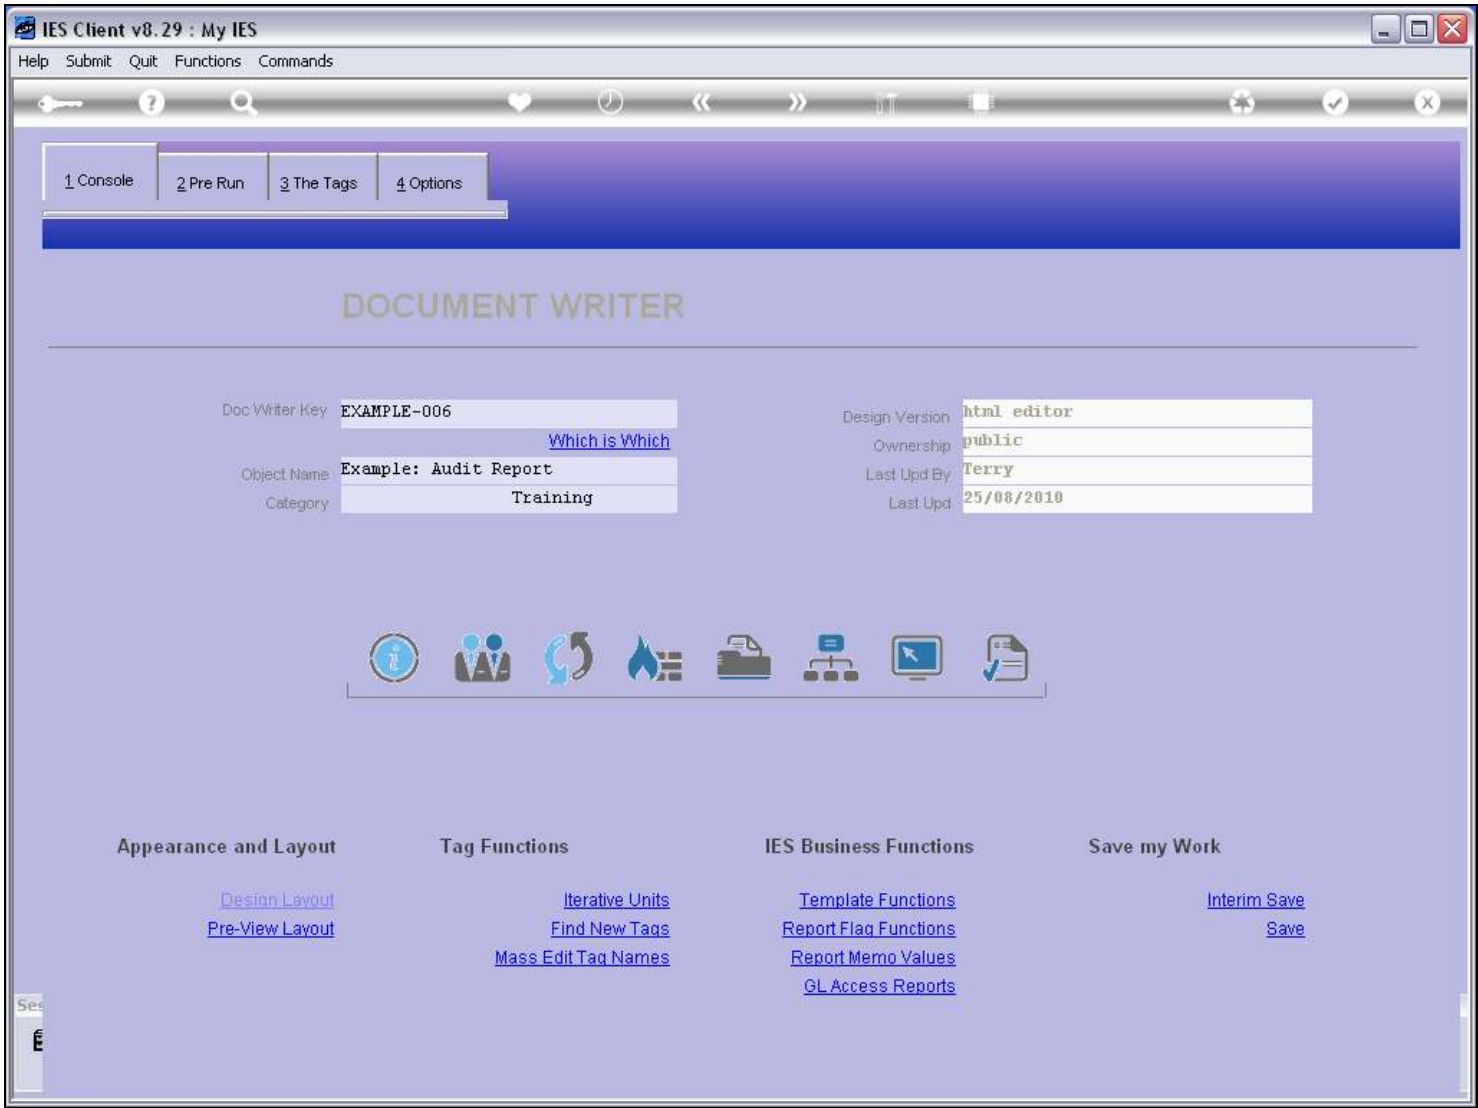 IES Client v8.29 : My IES
Help Submit Quit Functions Commands
1 Console
2 Pre Run
3 The Tags
4 Options
DOCUMENT WRITER
Doc Writer Key EXAMPLE-006
Which is Which
Object Name Example: Audit Report
Category Training
Design Version html editor
Ownership public
Last Upd By Terry
Last Upd 25/08/2010
Appearance and Layout
Design Layout
Pre-View Layout
Tag Functions
Iterative Units
Find New Tags
Mass Edit Tag Names
IES Business Functions
Template Functions
Report Flag Functions
Report Memo Values
GL Access Reports
Save my Work
Interim Save
Save